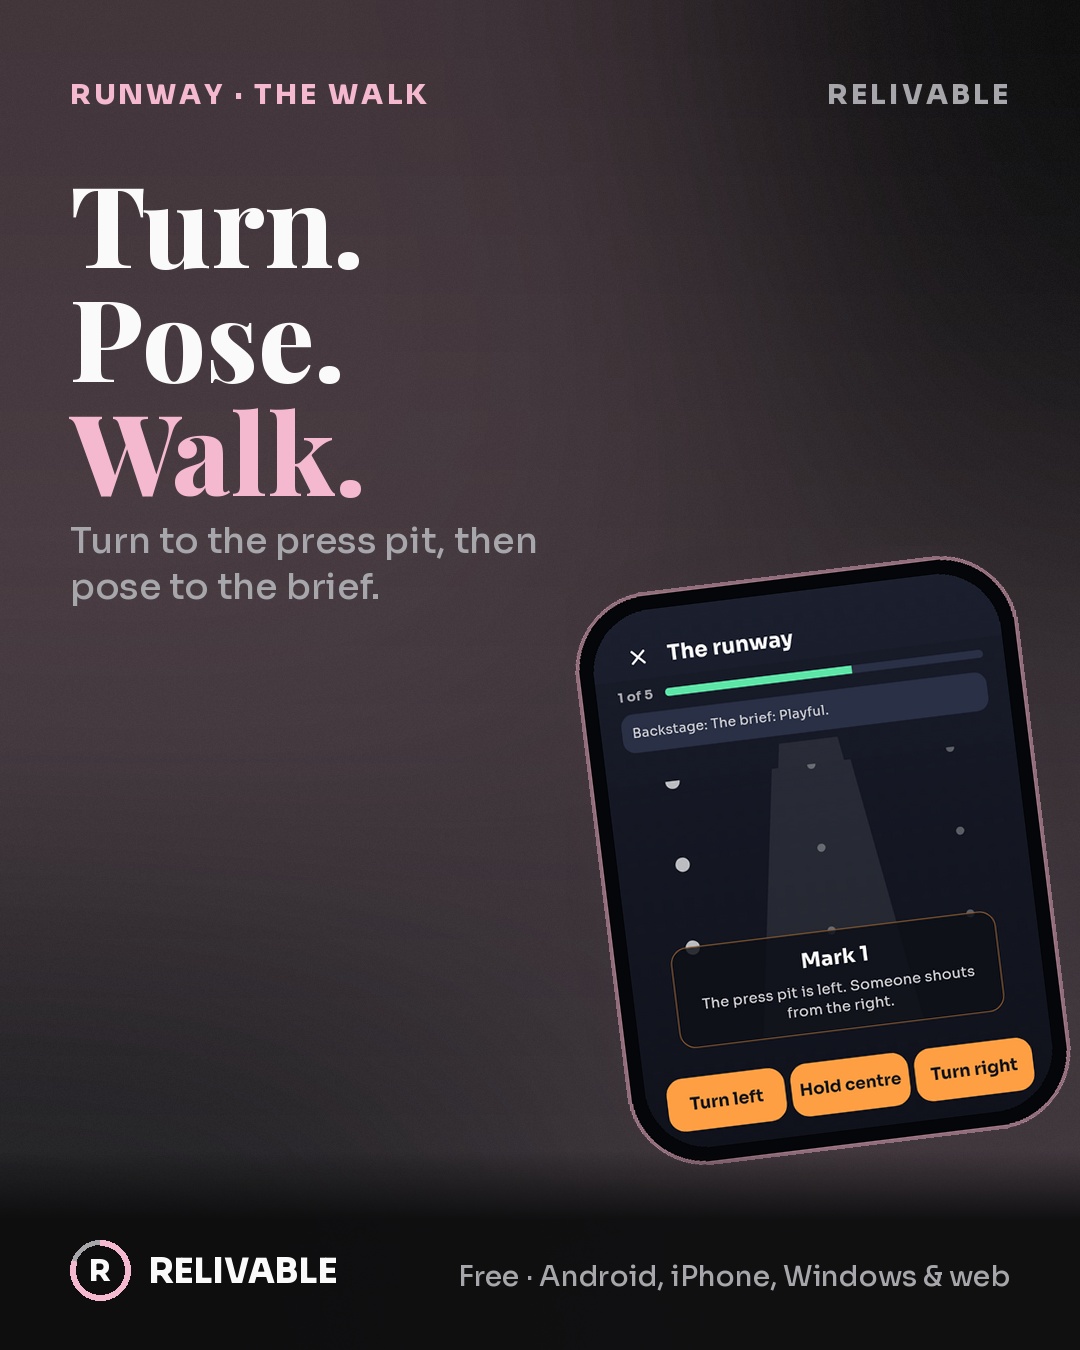 RUNWAY · THE WALK
RELIVABLE
Turn.
Pose.
Walk.
Turn to the press pit, then
pose to the brief.
The runway
1 of 5
Backstage: The brief: Playful.
Mark 1
The press pit is left. Someone shouts
from the right.
Turn left
Hold centre
Turn right
R
RELIVABLE
Free · Android, iPhone, Windows & web